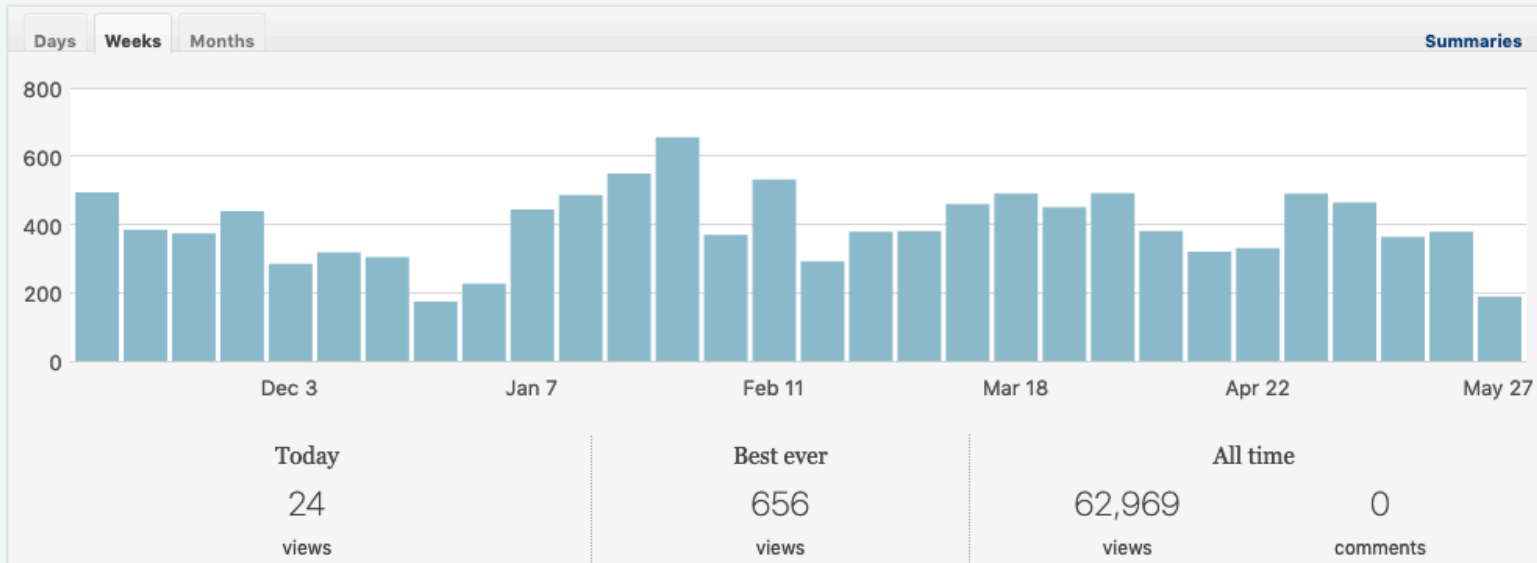 Days Weeks Months Summaries
800
600
400
200
0
Dec 3 Jan 7 Feb 11 Mar 18 Apr 22 May 27
Today Best ever All time
24 656 62,969 0
views views views comments